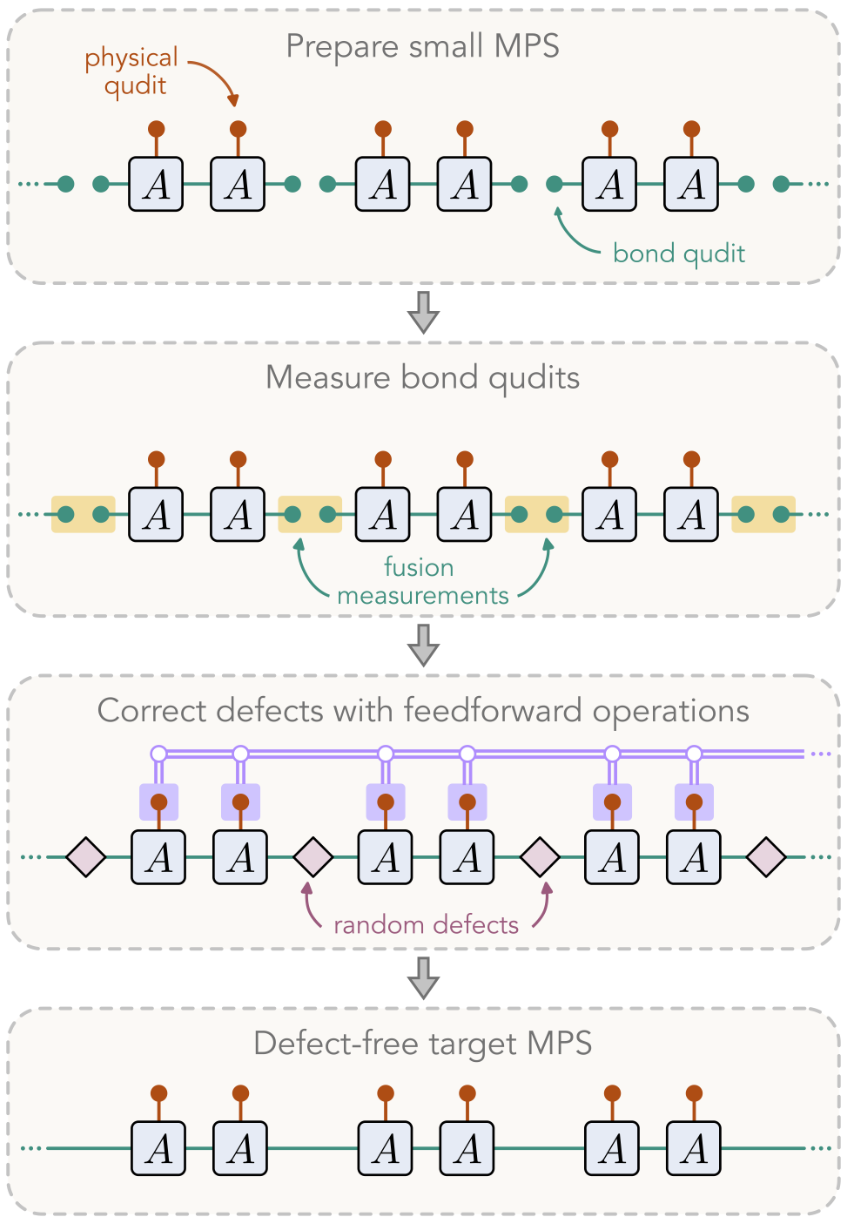 Prepare small MPS
physical
qudit
A A A A A A
bond qudit
Measure bond qudits
A A A A A A
fusion
measurements
Correct defects with feedforward operations
A A A A A A
random defects
Defect-free target MPS
A A A A A A